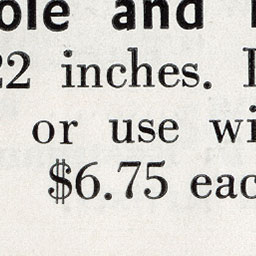 ole and
22 inches.
or use wi
$6.75 eac